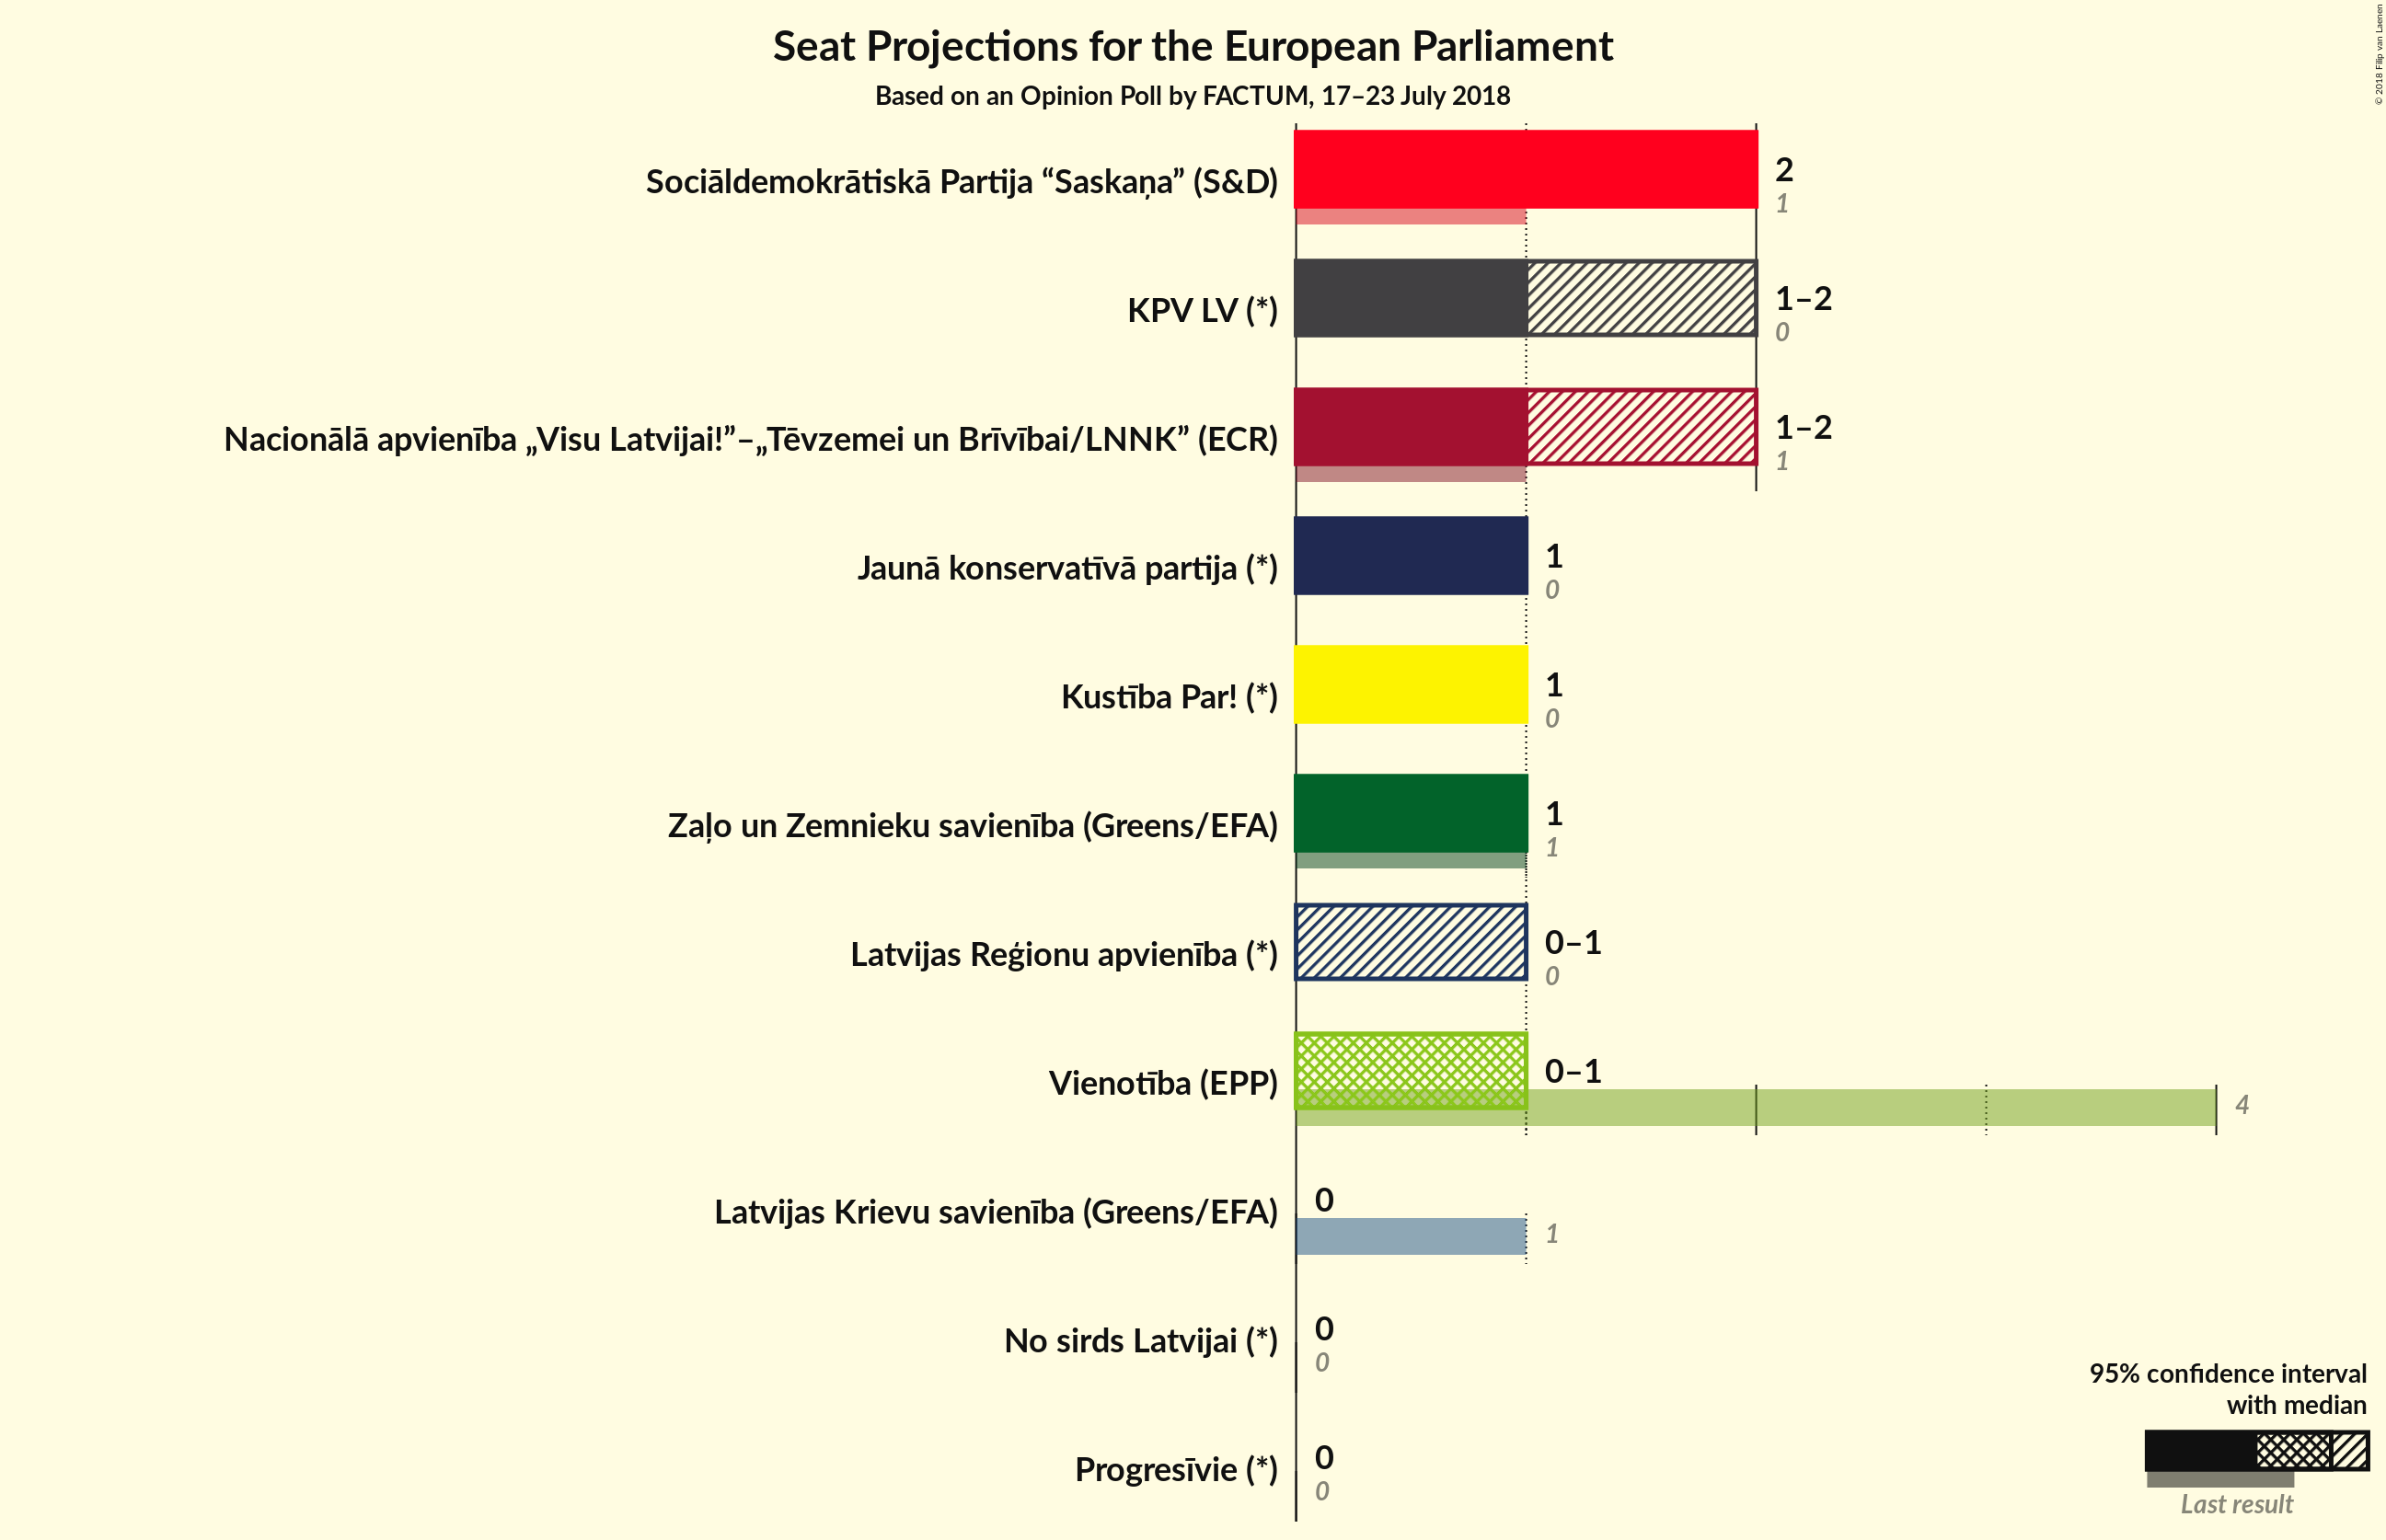 Seat Projections for the European Parliament
Based on an Opinion Poll by FACTUM, 17–23 July 2018
© 2018 Filip van Laenen
Sociāldemokrātiskā Partija “Saskaņa” (S&D)
2
1
KPV LV (*)
1–2
0
Nacionālā apvienība „Visu Latvijai!”–„Tēvzemei un Brīvībai/LNNK” (ECR)
1–2
1
Jaunā konservatīvā partija (*)
1
0
Kustība Par! (*)
1
0
Zaļo un Zemnieku savienība (Greens/EFA)
1
1
Latvijas Reģionu apvienība (*)
0–1
0
Vienotība (EPP)
0–1
4
Latvijas Krievu savienība (Greens/EFA)
0
1
No sirds Latvijai (*)
0
0
Progresīvie (*)
0
0
95% confidence interval
with median
Last result